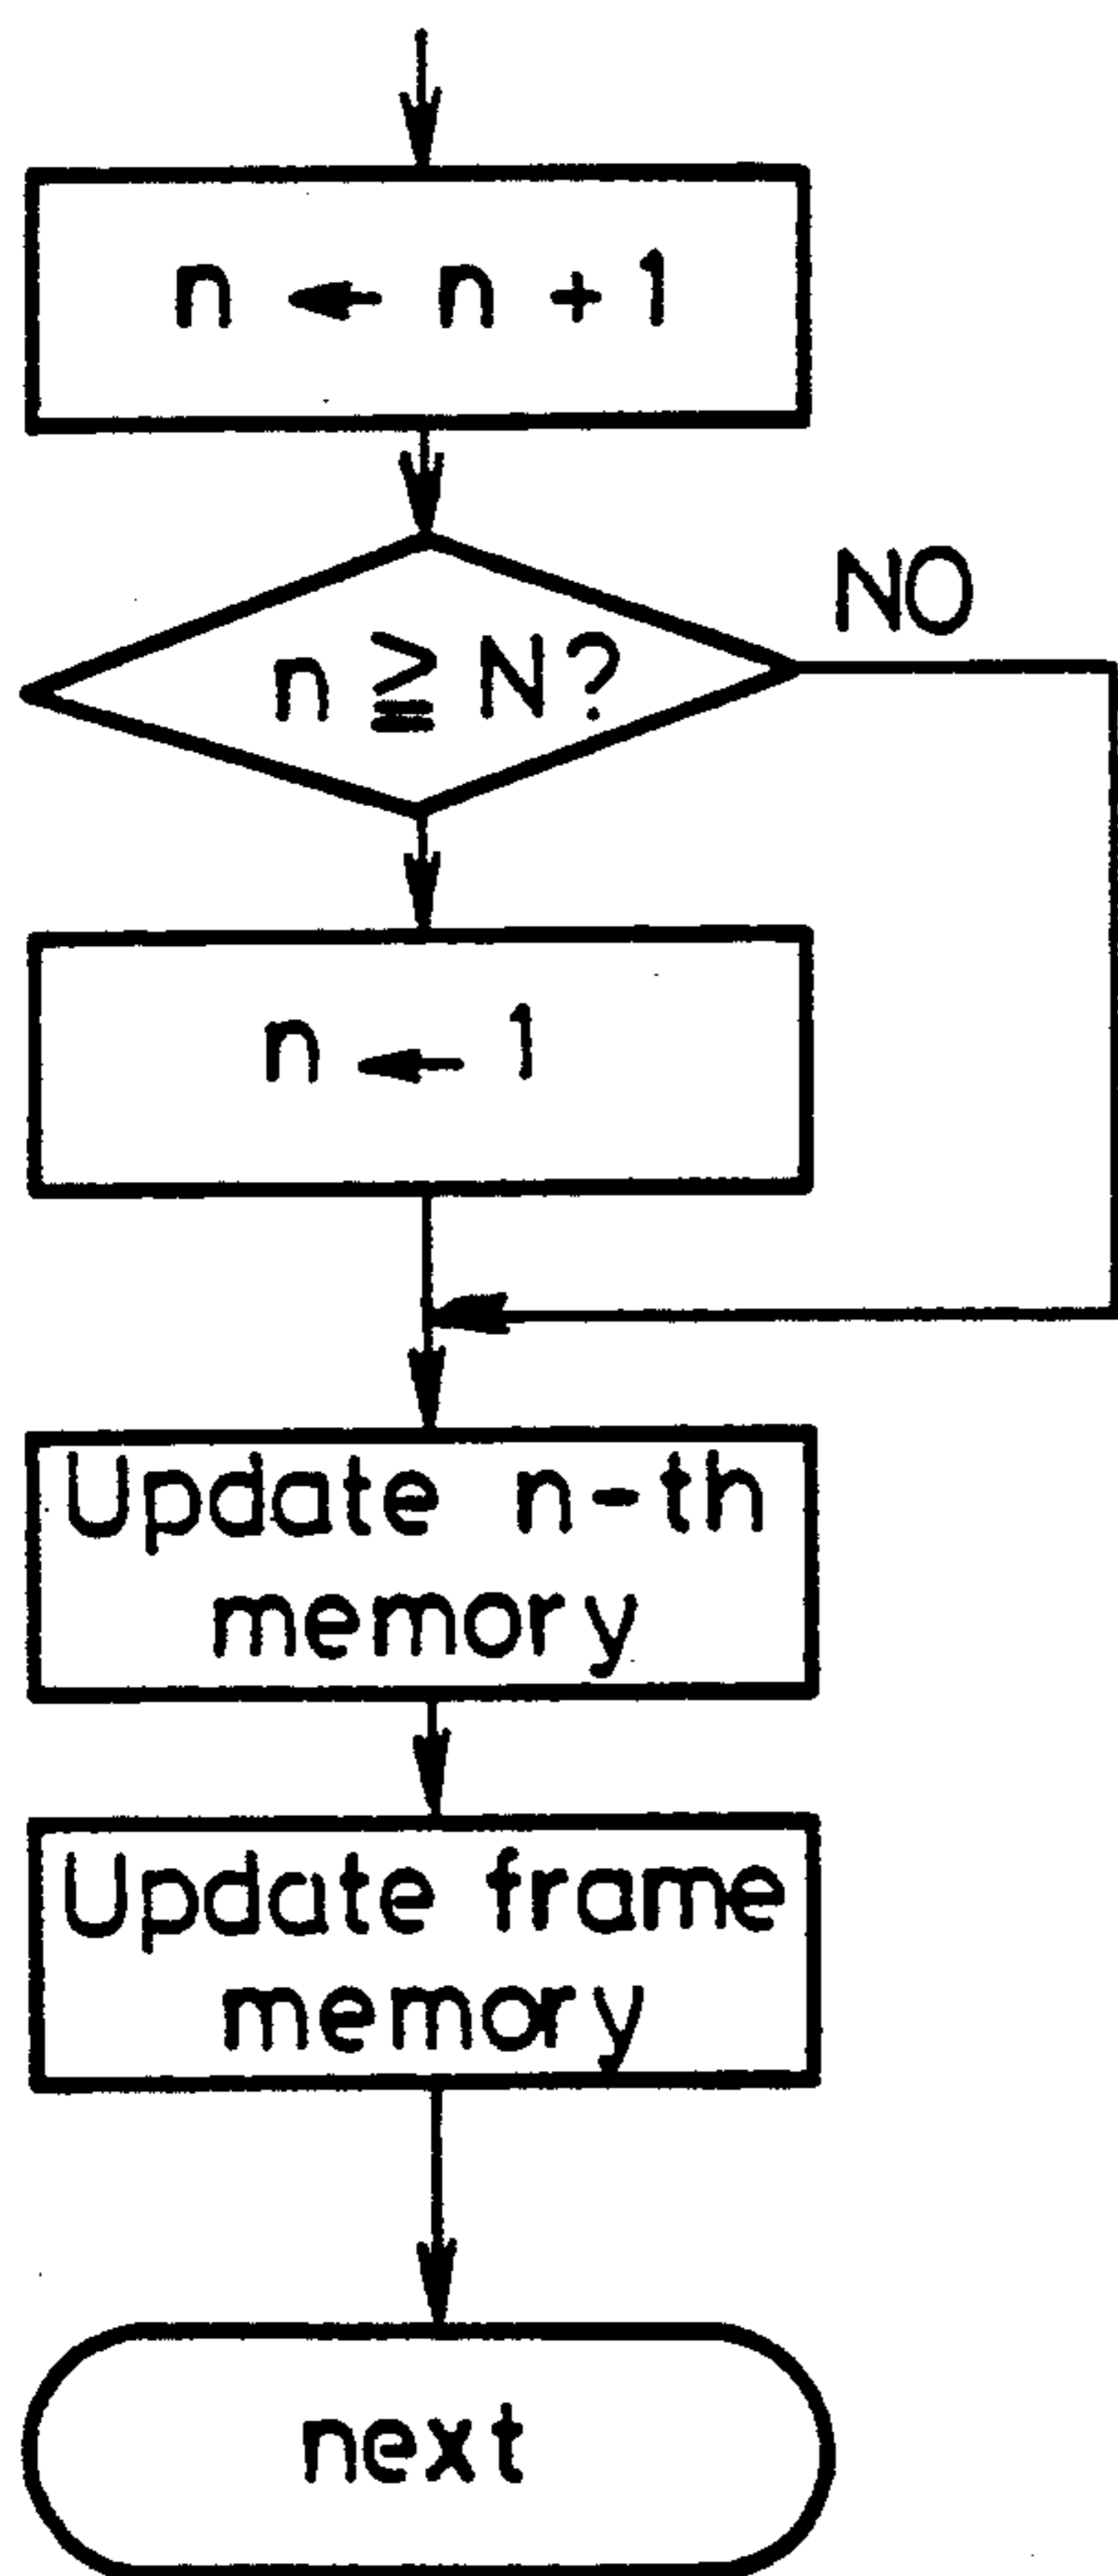 n ← n + 1
n ≧ N?
NO
n ← 1
Update n-th
memory
Update frame
memory
next